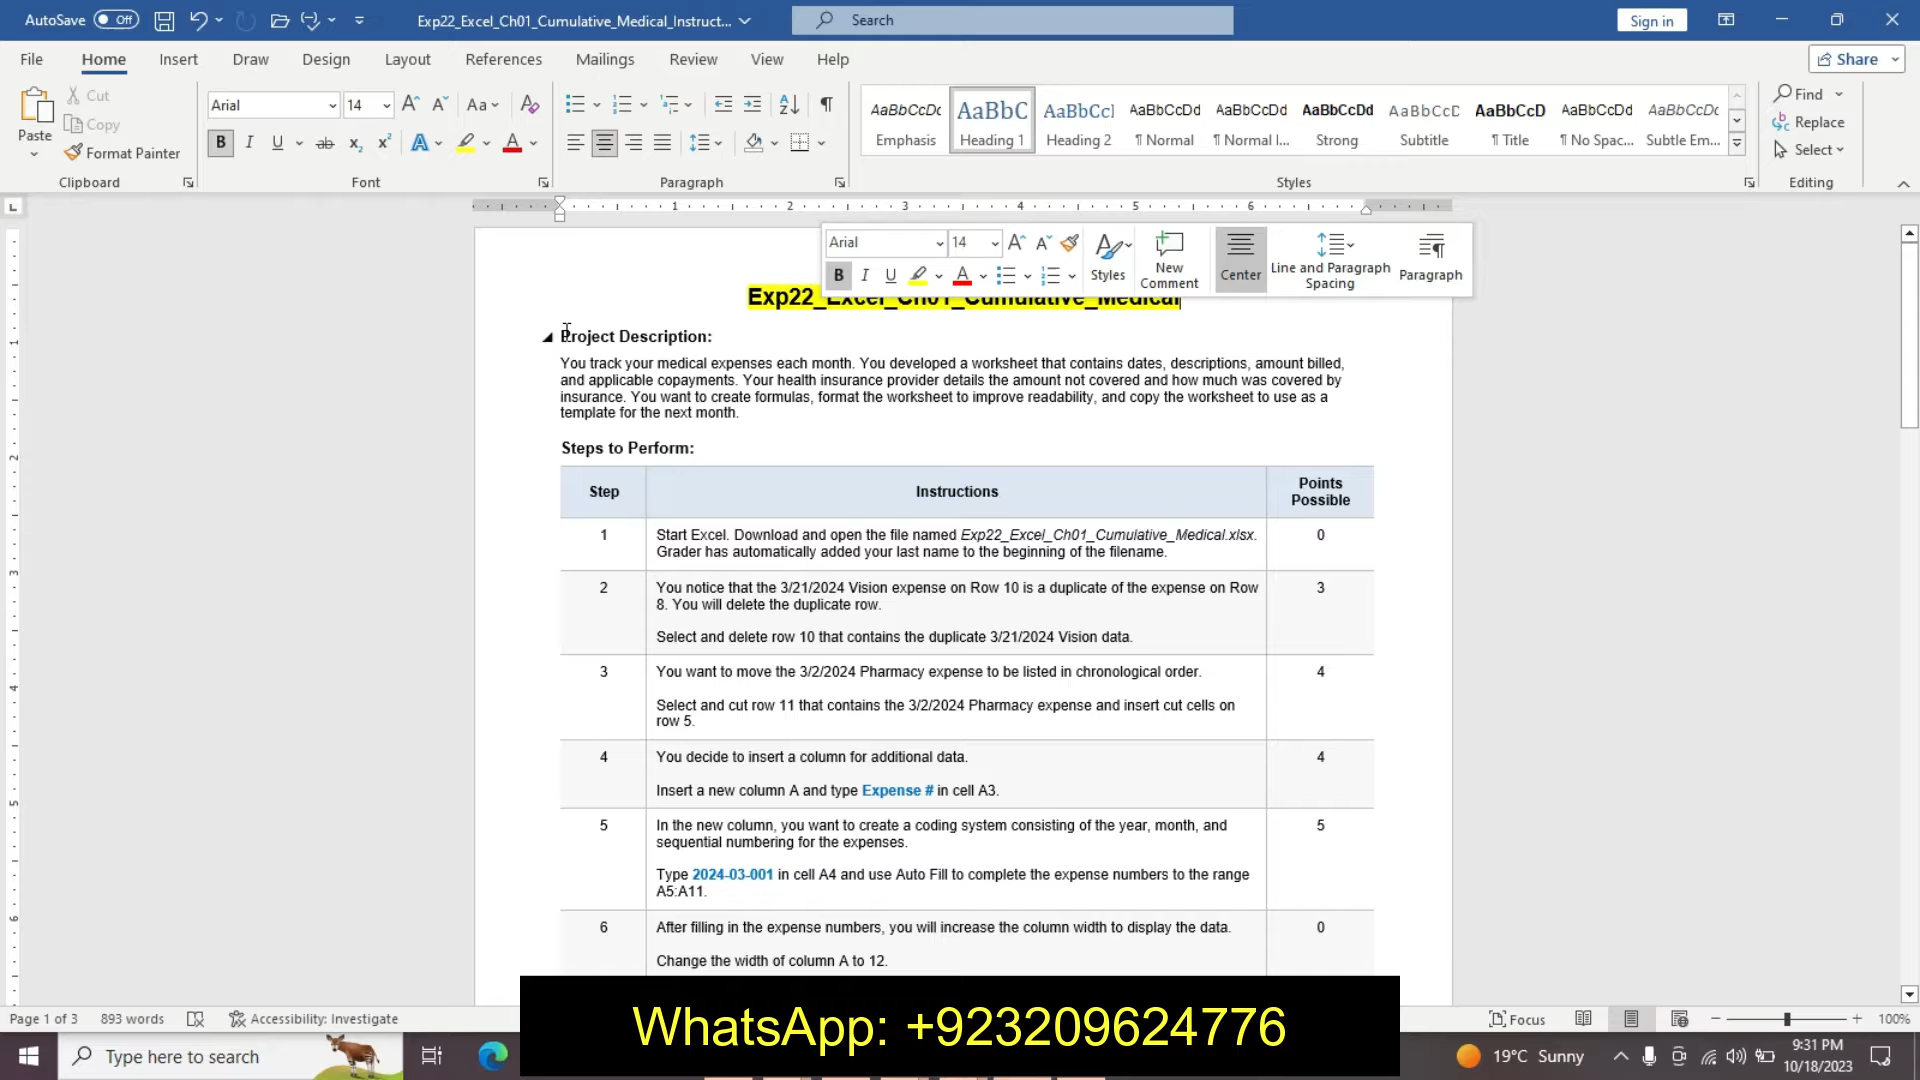 AutoSave Off Exp22_Excel_Ch01_Cumulative_Medical_Instruct... Search Sign in
File Home Insert Draw Design Layout References Mailings Review View Help Share
Paste Cut Copy Format Painter
Arial 14 Aa
B I U ab x₂ x² A A
AaBbCcDc AaBbC AaBbCcI AaBbCcDd AaBbCcDd AaBbCcDd AaBbCcD AaBbCcD AaBbCcDd AaBbCcDd
Emphasis Heading 1 Heading 2 ¶ Normal ¶ Normal I... Strong Subtitle ¶ Title ¶ No Spac... Subtle Em...
Find
Replace
Select
Clipboard Font Paragraph Styles Editing
1 2 3 4 5 6
Arial 14
B I U A Styles New Comment Center Line and Paragraph Spacing Paragraph
Exp22_Excel_Ch01_Cumulative_Medical
Project Description:
You track your medical expenses each month. You developed a worksheet that contains dates, descriptions, amount billed,
and applicable copayments. Your health insurance provider details the amount not covered and how much was covered by
insurance. You want to create formulas, format the worksheet to improve readability, and copy the worksheet to use as a
template for the next month.
Steps to Perform:
Step Instructions Points Possible
1 Start Excel. Download and open the file named Exp22_Excel_Ch01_Cumulative_Medical.xlsx. 0
Grader has automatically added your last name to the beginning of the filename.
2 You notice that the 3/21/2024 Vision expense on Row 10 is a duplicate of the expense on Row 3
8. You will delete the duplicate row.
Select and delete row 10 that contains the duplicate 3/21/2024 Vision data.
3 You want to move the 3/2/2024 Pharmacy expense to be listed in chronological order. 4
Select and cut row 11 that contains the 3/2/2024 Pharmacy expense and insert cut cells on
row 5.
4 You decide to insert a column for additional data. 4
Insert a new column A and type Expense # in cell A3.
5 In the new column, you want to create a coding system consisting of the year, month, and 5
sequential numbering for the expenses.
Type 2024-03-001 in cell A4 and use Auto Fill to complete the expense numbers to the range
A5:A11.
6 After filling in the expense numbers, you will increase the column width to display the data. 0
Change the width of column A to 12.
WhatsApp: +923209624776
Page 1 of 3 893 words Accessibility: Investigate Focus 100%
Type here to search 19°C Sunny 9:31 PM
10/18/2023